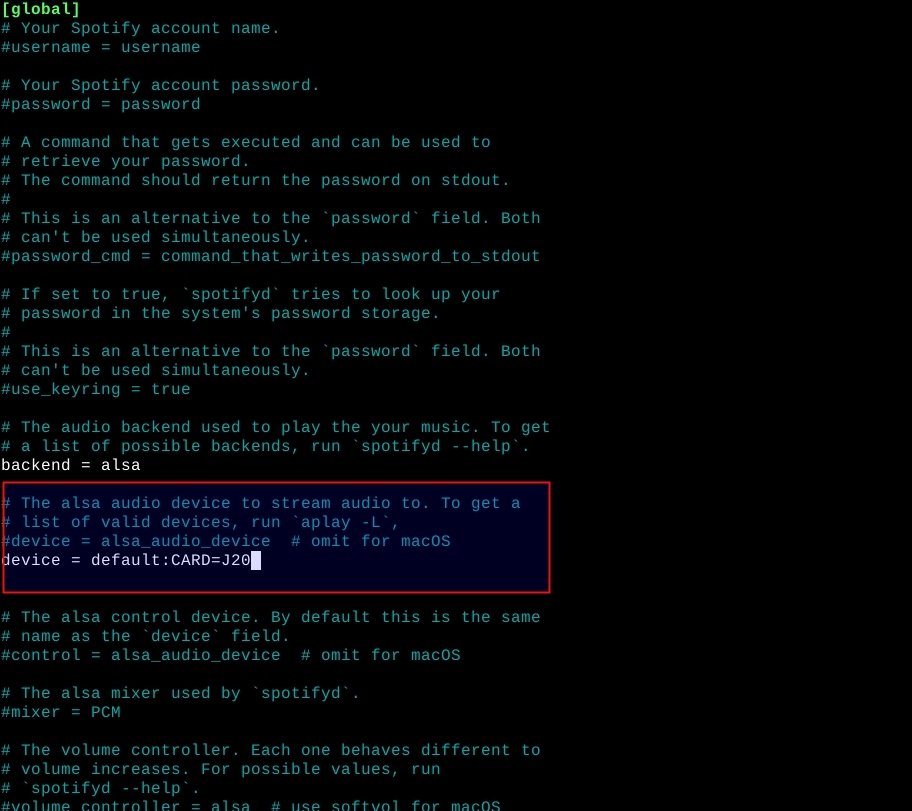 [global]
# Your Spotify account name.
#username = username
# Your Spotify account password.
#password = password
# A command that gets executed and can be used to
# retrieve your password.
# The command should return the password on stdout.
#
# This is an alternative to the `password` field. Both
# can't be used simultaneously.
#password_cmd = command_that_writes_password_to_stdout
# If set to true, `spotifyd` tries to look up your
# password in the system's password storage.
#
# This is an alternative to the `password` field. Both
# can't be used simultaneously.
#use_keyring = true
# The audio backend used to play the your music. To get
# a list of possible backends, run `spotifyd --help`.
backend = alsa
# The alsa audio device to stream audio to. To get a
# list of valid devices, run `aplay -L`,
#device = alsa_audio_device  # omit for macOS
device = default:CARD=J20
# The alsa control device. By default this is the same
# name as the `device` field.
#control = alsa_audio_device  # omit for macOS
# The alsa mixer used by `spotifyd`.
#mixer = PCM
# The volume controller. Each one behaves different to
# volume increases. For possible values, run
# `spotifyd --help`.
#volume_controller = alsa  # use softvol for macOS